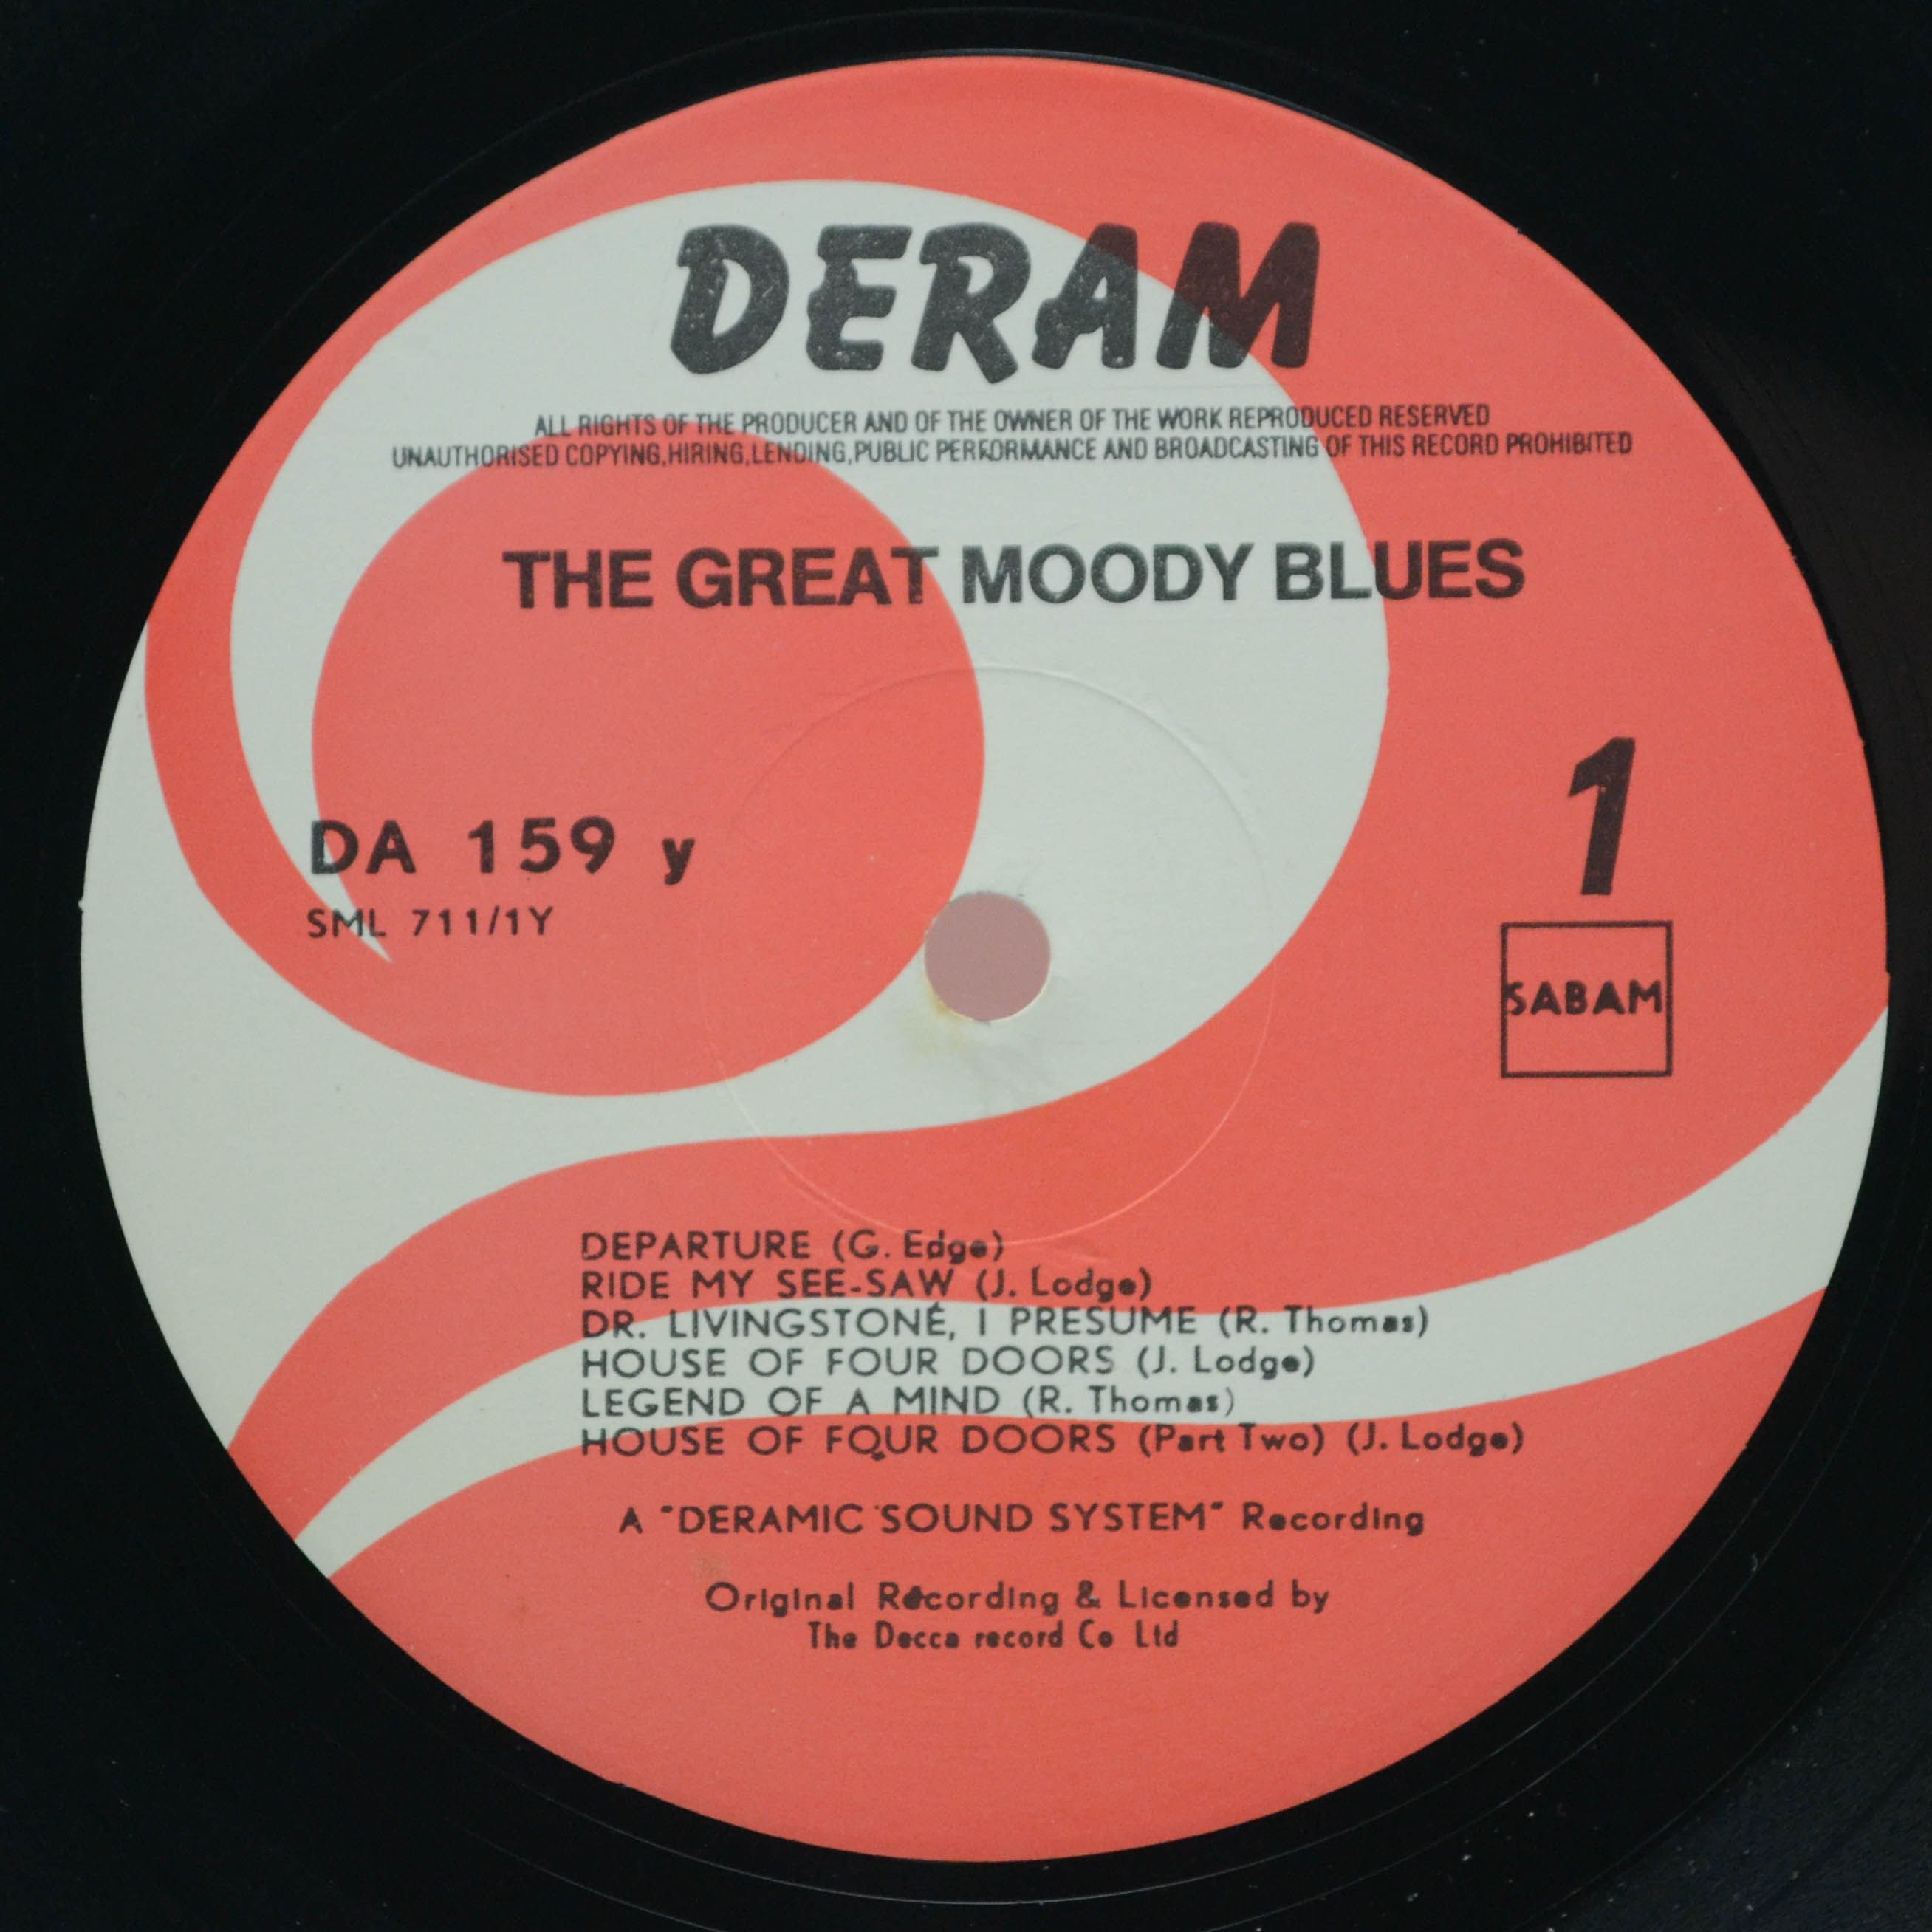 DERAM
ALL RIGHTS OF THE PRODUCER AND OF THE OWNER OF THE WORK REPRODUCED RESERVED
UNAUTHORISED COPYING,HIRING,LENDING,PUBLIC PERFORMANCE AND BROADCASTING OF THIS RECORD PROHIBITED
THE GREAT MOODY BLUES
1
DA 159 y
SML 711/1Y
SABAM
DEPARTURE (G. Edge)
RIDE MY SEE-SAW (J. Lodge)
DR. LIVINGSTONE, I PRESUME (R. Thomas)
HOUSE OF FOUR DOORS (J. Lodge)
LEGEND OF A MIND (R. Thomas)
HOUSE OF FOUR DOORS (Part Two) (J. Lodge)
A "DERAMIC SOUND SYSTEM" Recording
Original Recording & Licensed by
The Decca record Co Ltd